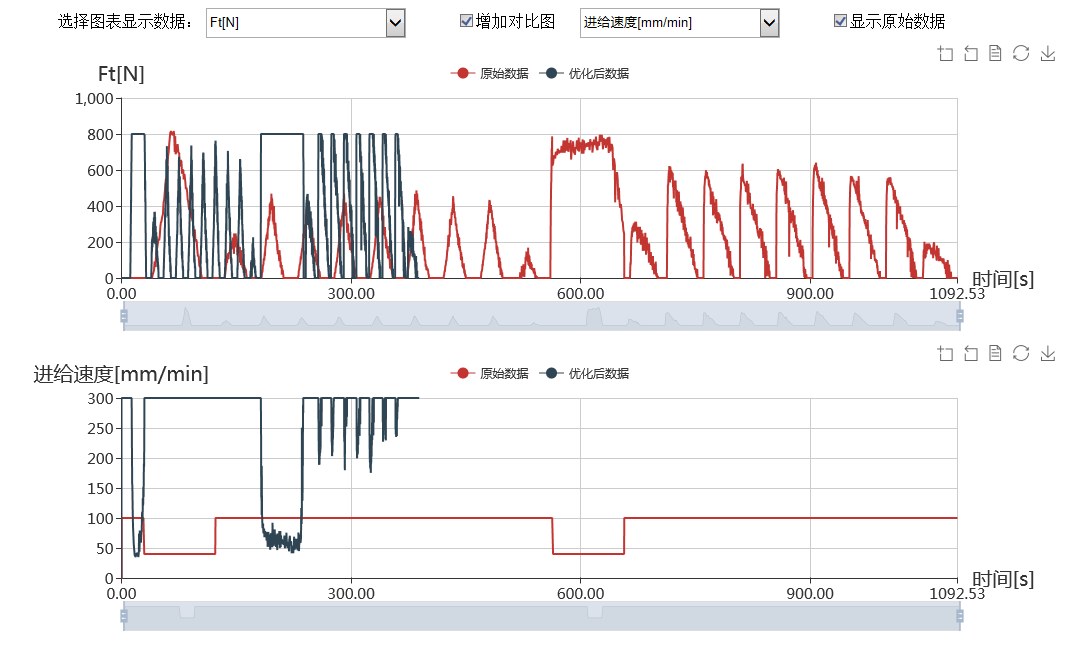 选择图表显示数据： Ft[N] 增加对比图 进给速度[mm/min] 显示原始数据
Ft[N]
原始数据 优化后数据
1,000
800
600
400
200
0
时间[s]
0.00 300.00 600.00 900.00 1092.53
进给速度[mm/min]
原始数据 优化后数据
300
250
200
150
100
50
0
时间[s]
0.00 300.00 600.00 900.00 1092.53